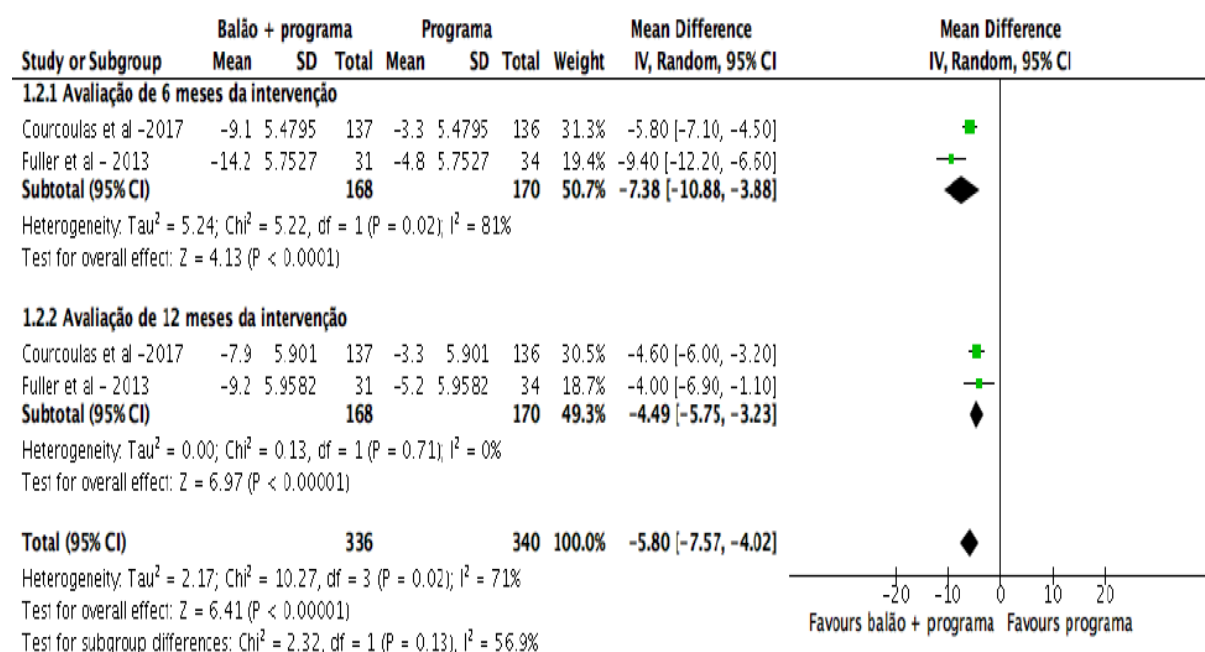 Balão + programa Programa Mean Difference Mean Difference
Study or Subgroup Mean SD Total Mean SD Total Weight IV, Random, 95% CI IV, Random, 95% CI
1.2.1 Avaliação de 6 meses da intervenção
Courcoulas et al –2017 −9.1 5.4795 137 −3.3 5.4795 136 31.3% −5.80 [−7.10, −4.50]
Fuller et al – 2013 −14.2 5.7527 31 −4.8 5.7527 34 19.4% −9.40 [−12.20, −6.60]
Subtotal (95% CI) 168 170 50.7% −7.38 [−10.88, −3.88]
Heterogeneity: Tau² = 5.24; Chi² = 5.22, df = 1 (P = 0.02); I² = 81%
Test for overall effect: Z = 4.13 (P < 0.0001)
1.2.2 Avaliação de 12 meses da intervenção
Courcoulas et al –2017 −7.9 5.901 137 −3.3 5.901 136 30.5% −4.60 [−6.00, −3.20]
Fuller et al – 2013 −9.2 5.9582 31 −5.2 5.9582 34 18.7% −4.00 [−6.90, −1.10]
Subtotal (95% CI) 168 170 49.3% −4.49 [−5.75, −3.23]
Heterogeneity: Tau² = 0.00; Chi² = 0.13, df = 1 (P = 0.71); I² = 0%
Test for overall effect: Z = 6.97 (P < 0.00001)
Total (95% CI) 336 340 100.0% −5.80 [−7.57, −4.02]
Heterogeneity: Tau² = 2.17; Chi² = 10.27, df = 3 (P = 0.02); I² = 71%
Test for overall effect: Z = 6.41 (P < 0.00001)
Test for subgroup differences: Chi² = 2.32, df = 1 (P = 0.13), I² = 56.9%
−20 −10 0 10 20
Favours balão + programa Favours programa